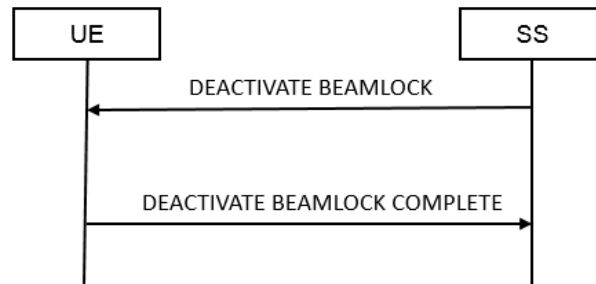 UE
SS
DEACTIVATE BEAMLOCK
DEACTIVATE BEAMLOCK COMPLETE